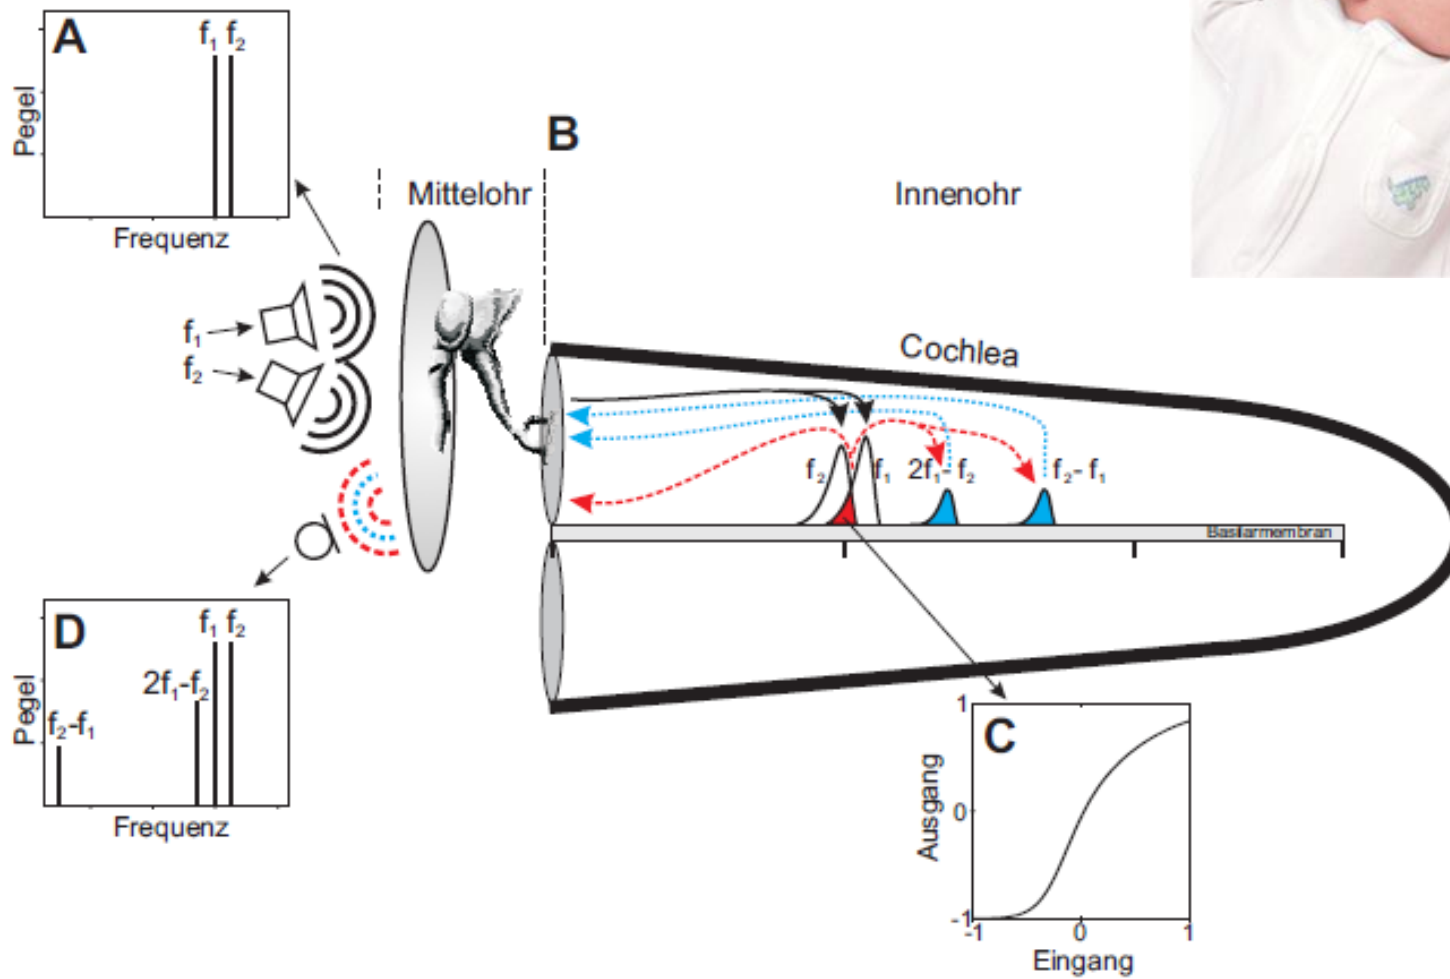 A
f₁ f₂
Pegel
Frequenz
B
Mittelohr
Innenohr
f₁
f₂
Cochlea
f₂
f₁
2f₁- f₂
f₂- f₁
Basilarmembran
D
f₁ f₂
2f₁-f₂
f₂-f₁
Pegel
Frequenz
C
1
0
-1
Ausgang
-1
0
1
Eingang